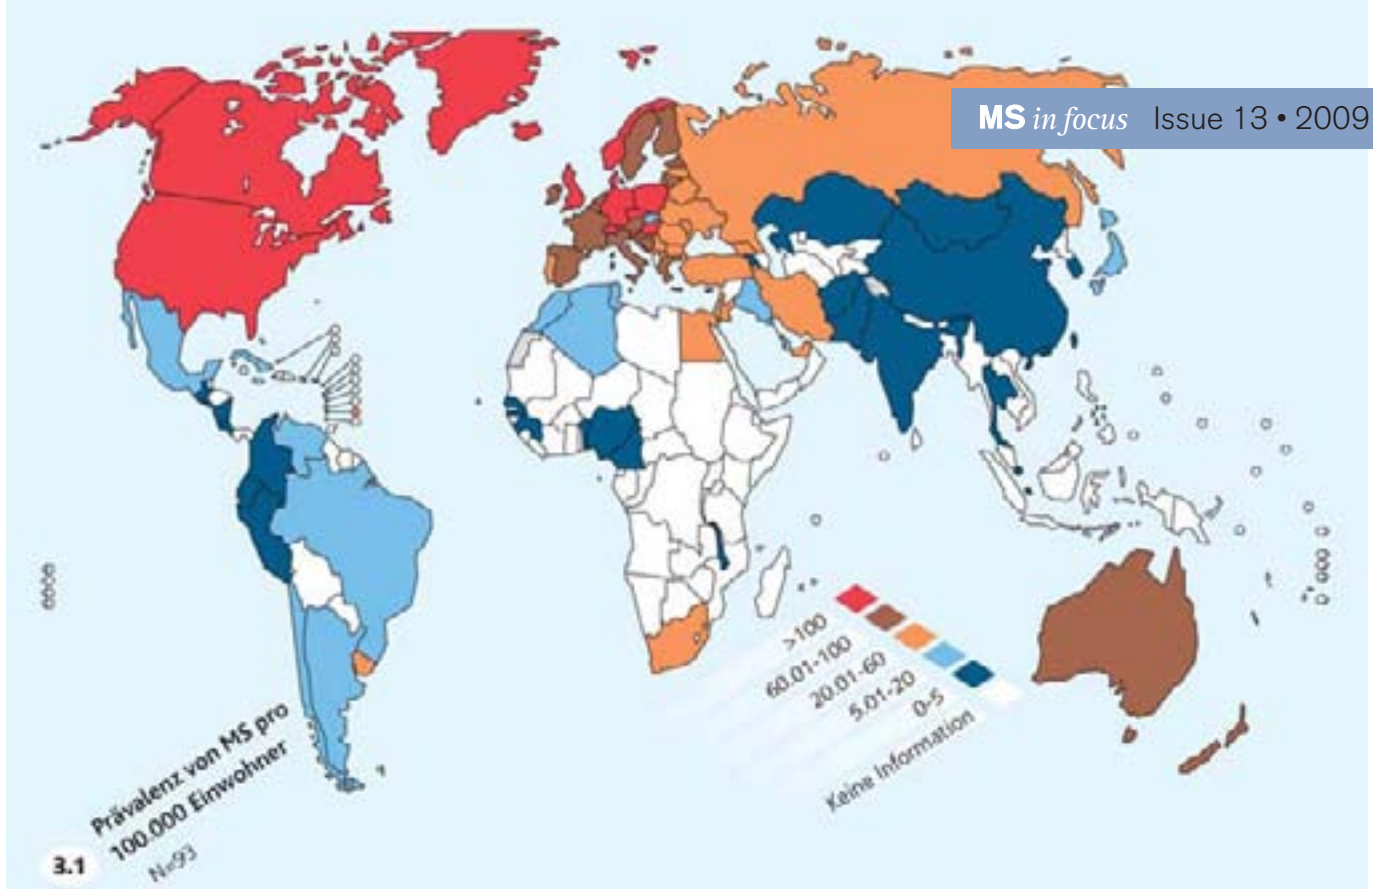 MS in focus Issue 13 • 2009
>100
60.01-100
20.01-60
5.01-20
0-5
Keine Information
Prävalenz von MS pro
100.000 Einwohner
N=93
3.1